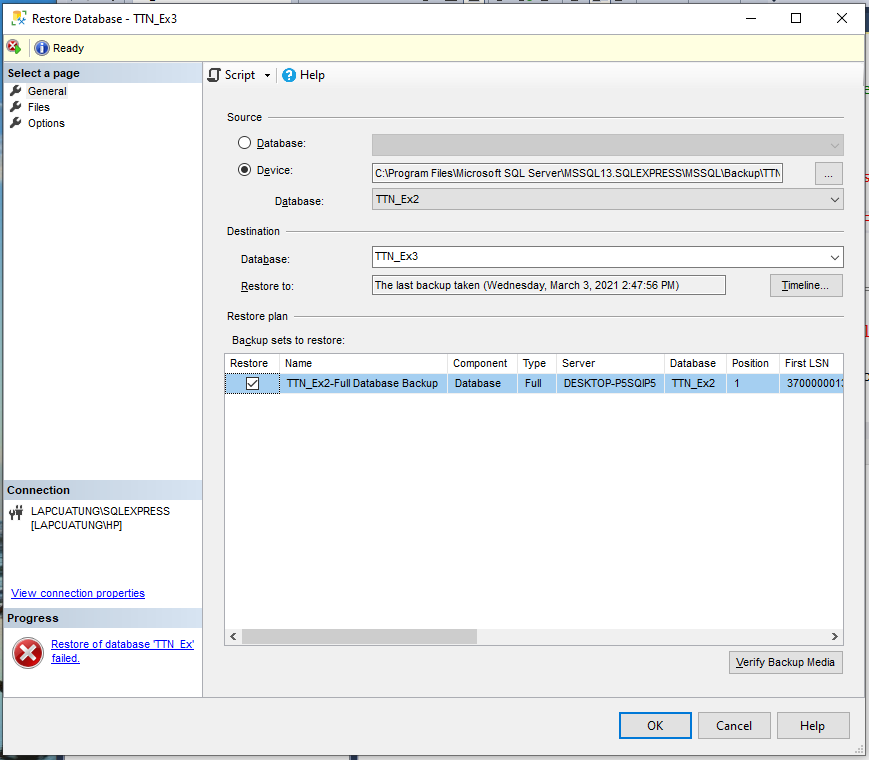 Restore Database - TTN_Ex3
Ready
Select a page
General
Files
Options
Script
Help
Source
Database:
Device:
C:\Program Files\Microsoft SQL Server\MSSQL13.SQLEXPRESS\MSSQL\Backup\TTN
...
Database:
TTN_Ex2
Destination
Database:
TTN_Ex3
Restore to:
The last backup taken (Wednesday, March 3, 2021 2:47:56 PM)
Timeline...
Restore plan
Backup sets to restore:
Restore Name Component Type Server Database Position First LSN
TTN_Ex2-Full Database Backup Database Full DESKTOP-P5SQIP5 TTN_Ex2 1 3700000013
Connection
LAPCUATUNG\SQLEXPRESS
[LAPCUATUNG\HP]
View connection properties
Progress
Restore of database 'TTN_Ex'
failed.
Verify Backup Media
OK
Cancel
Help